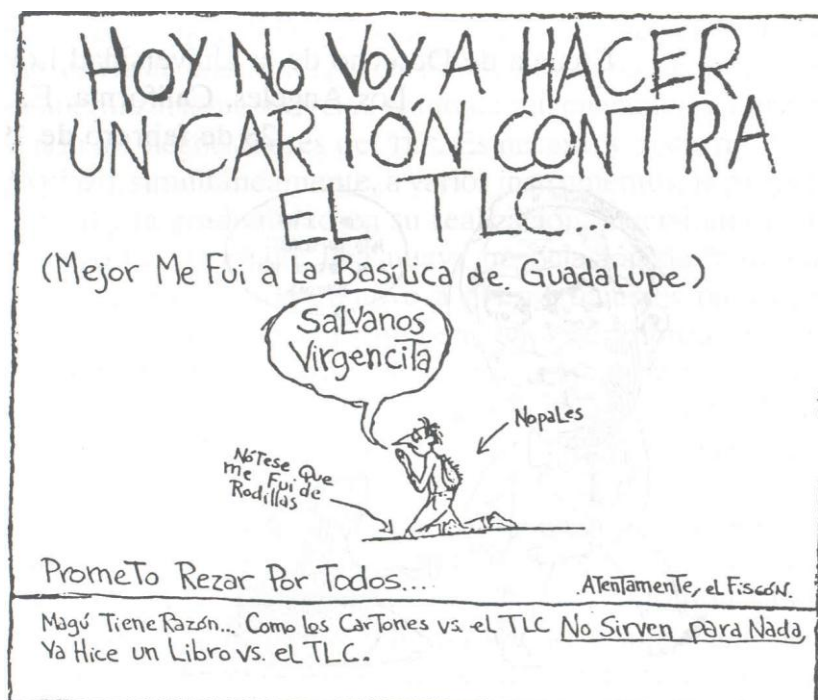 HOY NO VOY A HACER
UN CARTÓN CONTRA
EL TLC...
(Mejor Me Fui a La Basílica de Guadalupe)
Sálvanos
Virgencita
Nopales
Nótese Que
me Fui de
Rodillas
Prometo Rezar Por Todos....
Atentamente, el Fisgón.
Magú Tiene Razón... Como los Cartones vs. el TLC No Sirven para Nada,
Ya Hice un Libro vs. el TLC.